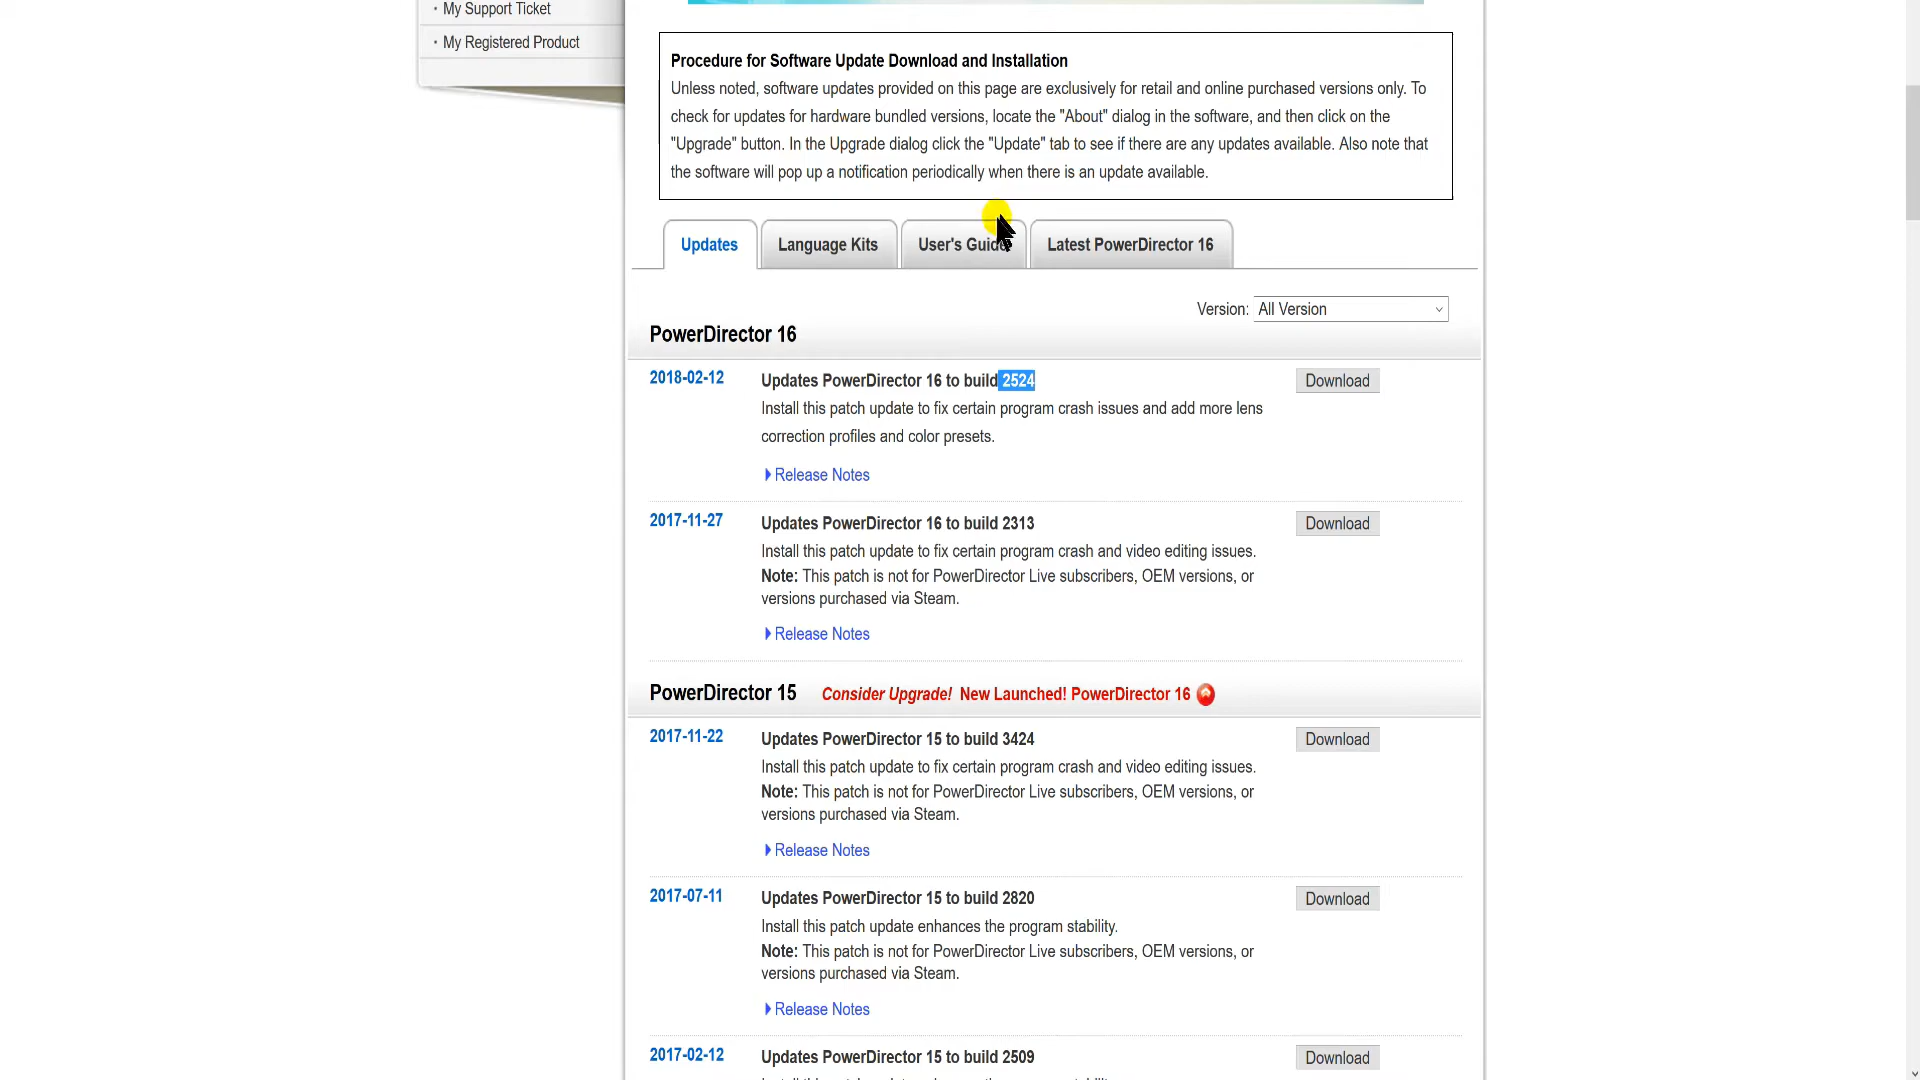 · My Support Ticket
· My Registered Product
Procedure for Software Update Download and Installation
Unless noted, software updates provided on this page are exclusively for retail and online purchased versions only. To
check for updates for hardware bundled versions, locate the "About" dialog in the software, and then click on the
"Upgrade" button. In the Upgrade dialog click the "Update" tab to see if there are any updates available. Also note that
the software will pop up a notification periodically when there is an update available.
Updates Language Kits User's Guide Latest PowerDirector 16
Version: All Version
PowerDirector 16
2018-02-12 Updates PowerDirector 16 to build 2524 Download
Install this patch update to fix certain program crash issues and add more lens
correction profiles and color presets.
Release Notes
2017-11-27 Updates PowerDirector 16 to build 2313 Download
Install this patch update to fix certain program crash and video editing issues.
Note: This patch is not for PowerDirector Live subscribers, OEM versions, or
versions purchased via Steam.
Release Notes
PowerDirector 15 Consider Upgrade! New Launched! PowerDirector 16
2017-11-22 Updates PowerDirector 15 to build 3424 Download
Install this patch update to fix certain program crash and video editing issues.
Note: This patch is not for PowerDirector Live subscribers, OEM versions, or
versions purchased via Steam.
Release Notes
2017-07-11 Updates PowerDirector 15 to build 2820 Download
Install this patch update enhances the program stability.
Note: This patch is not for PowerDirector Live subscribers, OEM versions, or
versions purchased via Steam.
Release Notes
2017-02-12 Updates PowerDirector 15 to build 2509 Download